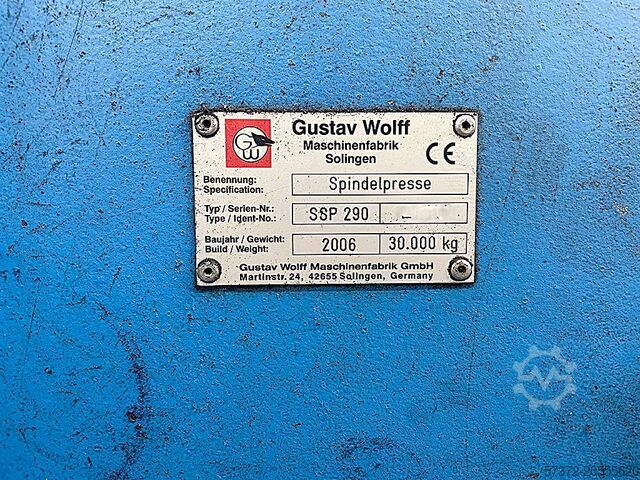 Gustav Wolff
Maschinenfabrik
Solingen
CE
GW
Benennung:
Specification:
Spindelpresse
Typ / Serien-Nr.:
Type / Ident-No.:
SSP 290
–
Baujahr / Gewicht:
Build / Weight:
2006
30.000 kg
Gustav Wolff Maschinenfabrik GmbH
Martinstr. 24, 42655 Solingen, Germany